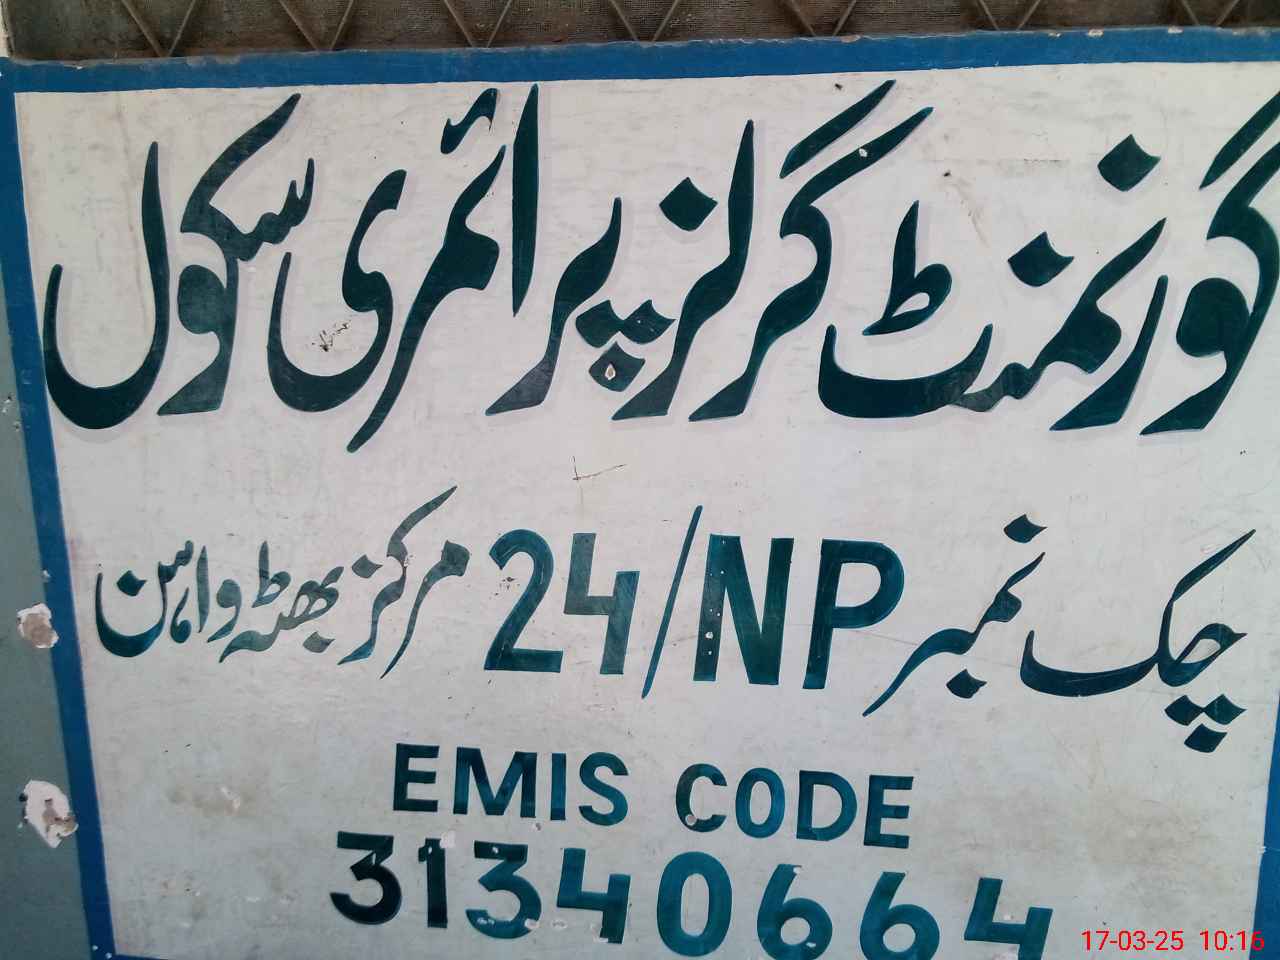 گورنمنٹ گرلز پرائمری سکول
چک نمبر 24/NP مرکز بھٹہ واہن
EMIS CODE
31340664
17-03-25 10:16